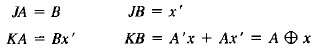 JA = B JB = x′
KA = Bx′ KB = A′x + Ax′ = A ⊕ x